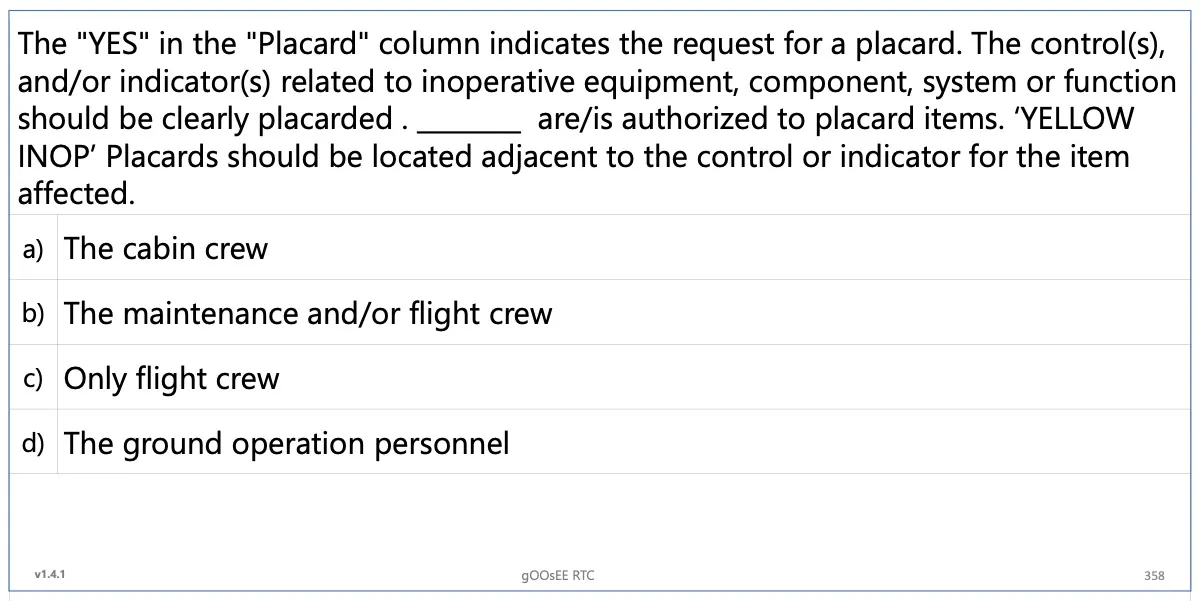 The "YES" in the "Placard" column indicates the request for a placard. The control(s),
and/or indicator(s) related to inoperative equipment, component, system or function
should be clearly placarded . _______ are/is authorized to placard items. ‘YELLOW
INOP’ Placards should be located adjacent to the control or indicator for the item
affected.
a) The cabin crew
b) The maintenance and/or flight crew
c) Only flight crew
d) The ground operation personnel
v1.4.1 gOOsEE RTC 358